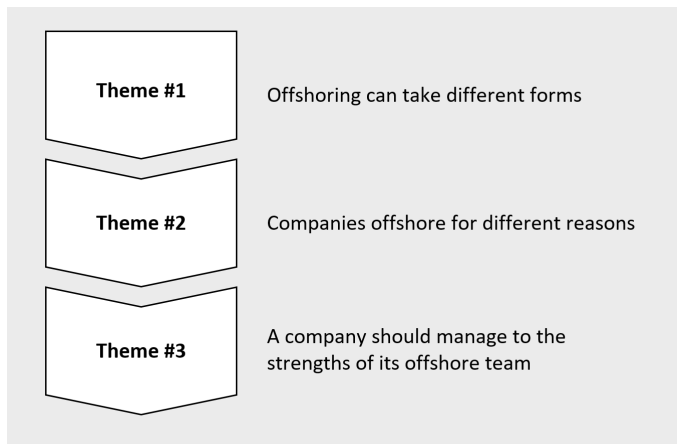 Theme #1
Offshoring can take different forms
Theme #2
Companies offshore for different reasons
Theme #3
A company should manage to the
strengths of its offshore team